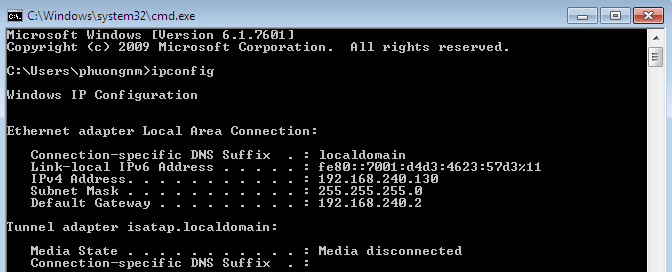 C:\Windows\system32\cmd.exe
Microsoft Windows [Version 6.1.7601]
Copyright (c) 2009 Microsoft Corporation.  All rights reserved.
C:\Users\phuongnm>ipconfig
Windows IP Configuration
Ethernet adapter Local Area Connection:
   Connection-specific DNS Suffix  . : localdomain
   Link-local IPv6 Address . . . . . : fe80::7001:d4d3:4623:57d3%11
   IPv4 Address. . . . . . . . . . . : 192.168.240.130
   Subnet Mask . . . . . . . . . . . : 255.255.255.0
   Default Gateway . . . . . . . . . : 192.168.240.2
Tunnel adapter isatap.localdomain:
   Media State . . . . . . . . . . . : Media disconnected
   Connection-specific DNS Suffix  . :